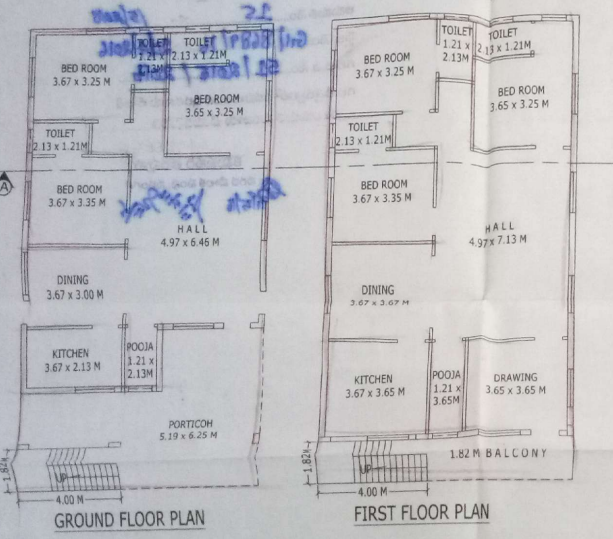 TOILET
1.21 x
2.13M
TOILET
2.13 x 1.21M
BED ROOM
3.67 x 3.25 M
BED ROOM
3.65 x 3.25 M
TOILET
2.13 x 1.21M
BED ROOM
3.67 x 3.35 M
HALL
4.97 x 6.46 M
DINING
3.67 x 3.00 M
KITCHEN
3.67 x 2.13 M
POOJA
1.21 x
2.13M
PORTICOH
5.19 x 6.25 M
1.82M
UP
4.00 M
GROUND FLOOR PLAN
A
TOILET
1.21 x
2.13M
TOILET
2.13 x 1.21M
BED ROOM
3.67 x 3.25 M
BED ROOM
3.65 x 3.25 M
TOILET
2.13 x 1.21M
BED ROOM
3.67 x 3.35 M
HALL
4.97 x 7.13 M
DINING
3.67 x 3.67 M
KITCHEN
3.67 x 3.65 M
POOJA
1.21 x
3.65M
DRAWING
3.65 x 3.65 M
1.82 M BALCONY
1.82M
UP
4.00 M
FIRST FLOOR PLAN